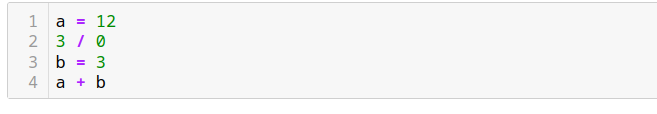 1 a = 12
2 3 / 0
3 b = 3
4 a + b